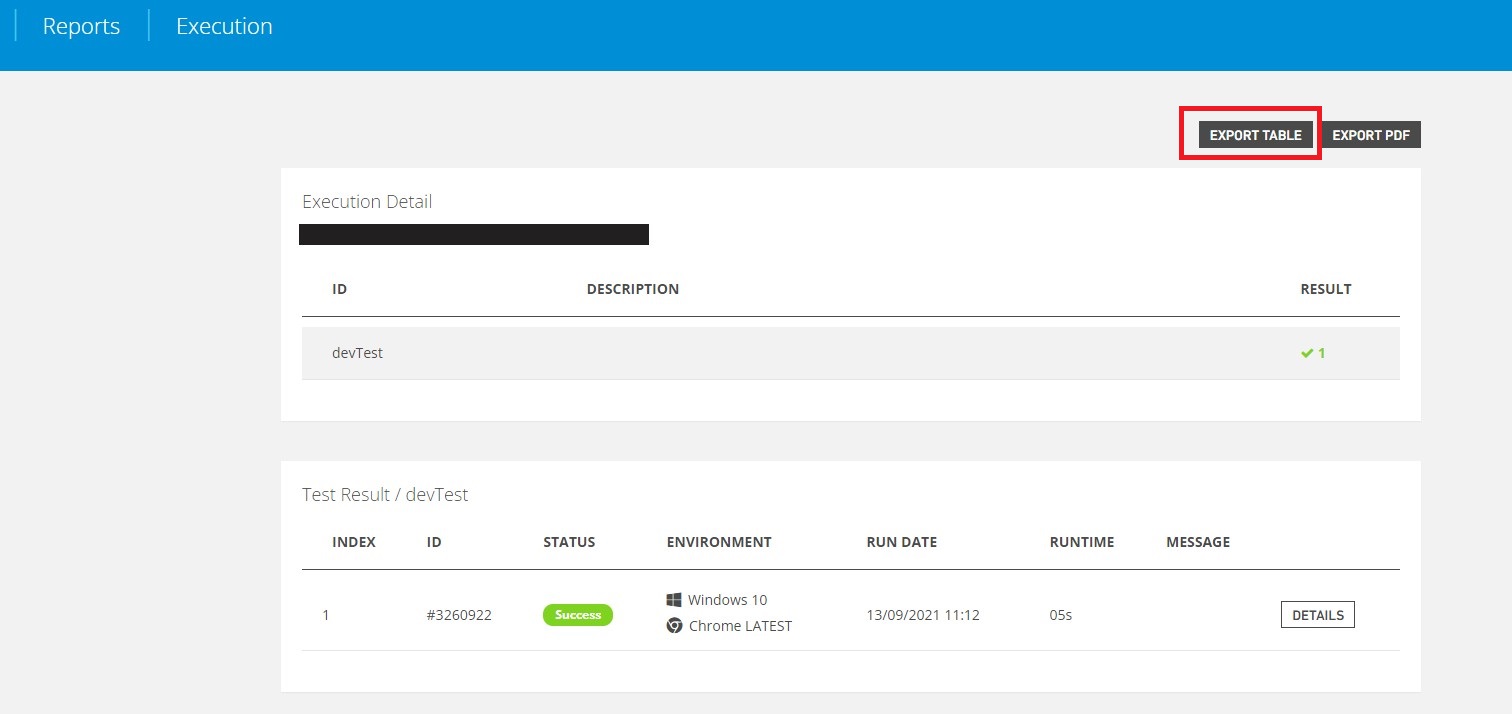 Reports Execution
EXPORT TABLE EXPORT PDF
Execution Detail
ID DESCRIPTION RESULT
devTest 1
Test Result / devTest
INDEX ID STATUS ENVIRONMENT RUN DATE RUNTIME MESSAGE
Windows 10
1 #3260922 Success 13/09/2021 11:12 05s DETAILS
Chrome LATEST